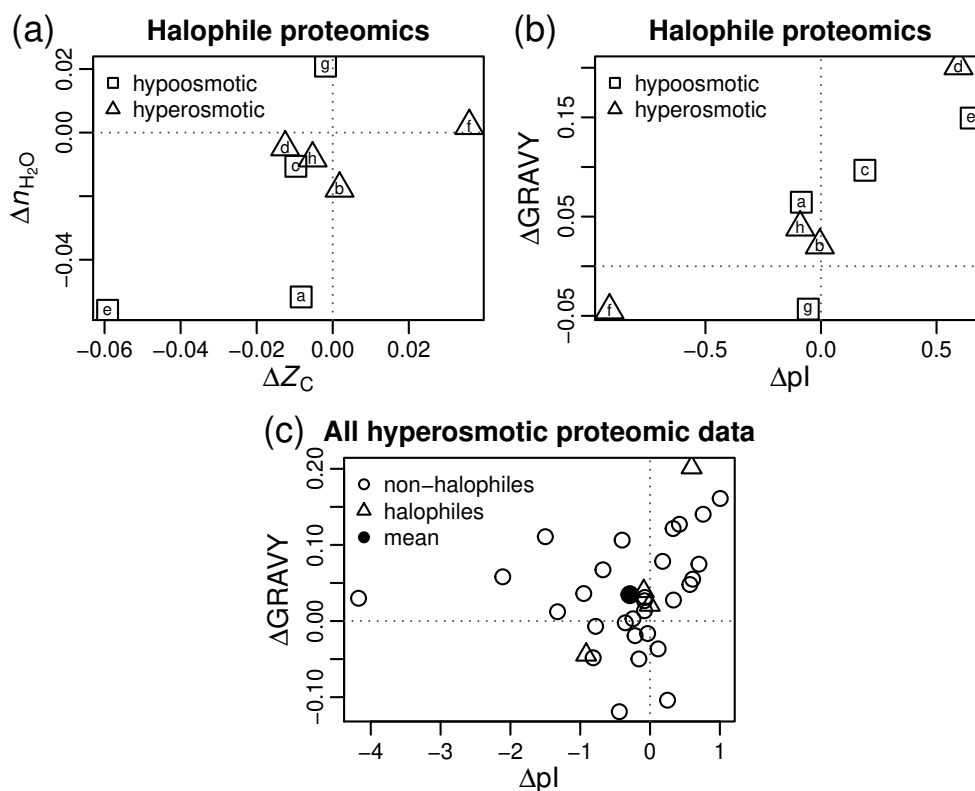 (a) Halophile proteomics
hypoosmotic
hyperosmotic
g
f
d
h
c
b
a
e
0.02
0.00
−0.04
ΔnH2O
−0.06 −0.02 0.00 0.02
ΔZC
(b) Halophile proteomics
hypoosmotic
hyperosmotic
d
e
c
a
h
b
f
g
0.15
0.05
−0.05
ΔGRAVY
−0.5 0.0 0.5
ΔpI
(c) All hyperosmotic proteomic data
non−halophiles
halophiles
mean
0.20
0.10
0.00
−0.10
ΔGRAVY
−4 −3 −2 −1 0 1
ΔpI